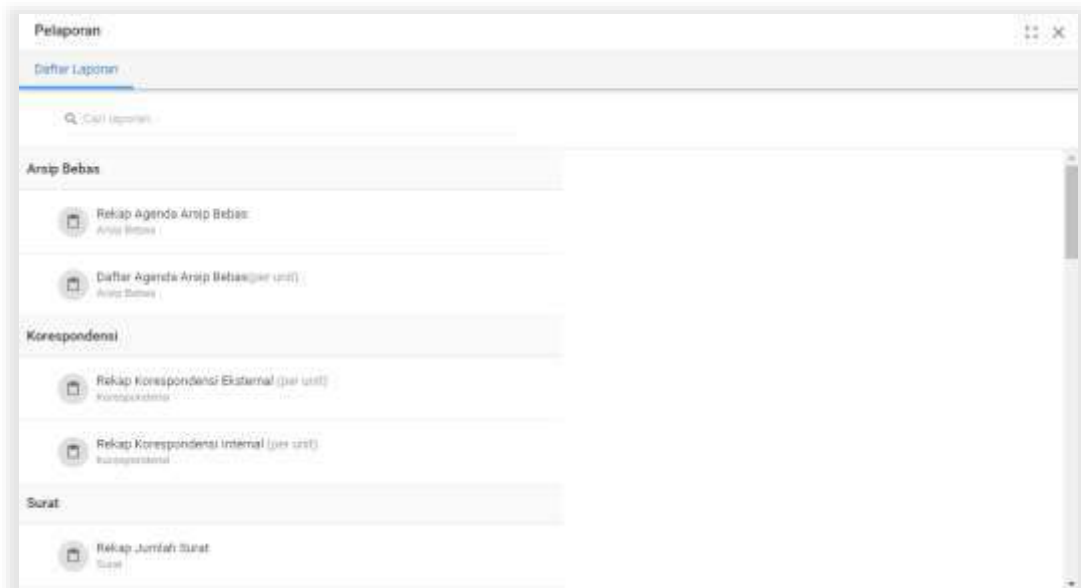 Pelaporan
Daftar Laporan
Cari laporan
Arsip Bebas
Rekap Agenda Arsip Bebas
Arsip Bebas
Daftar Agenda Arsip Bebas(per unit)
Arsip Bebas
Korespondensi
Rekap Korespondensi Eksternal (per unit)
Korespondensi
Rekap Korespondensi Internal (per unit)
Korespondensi
Surat
Rekap Jumlah Surat
Surat